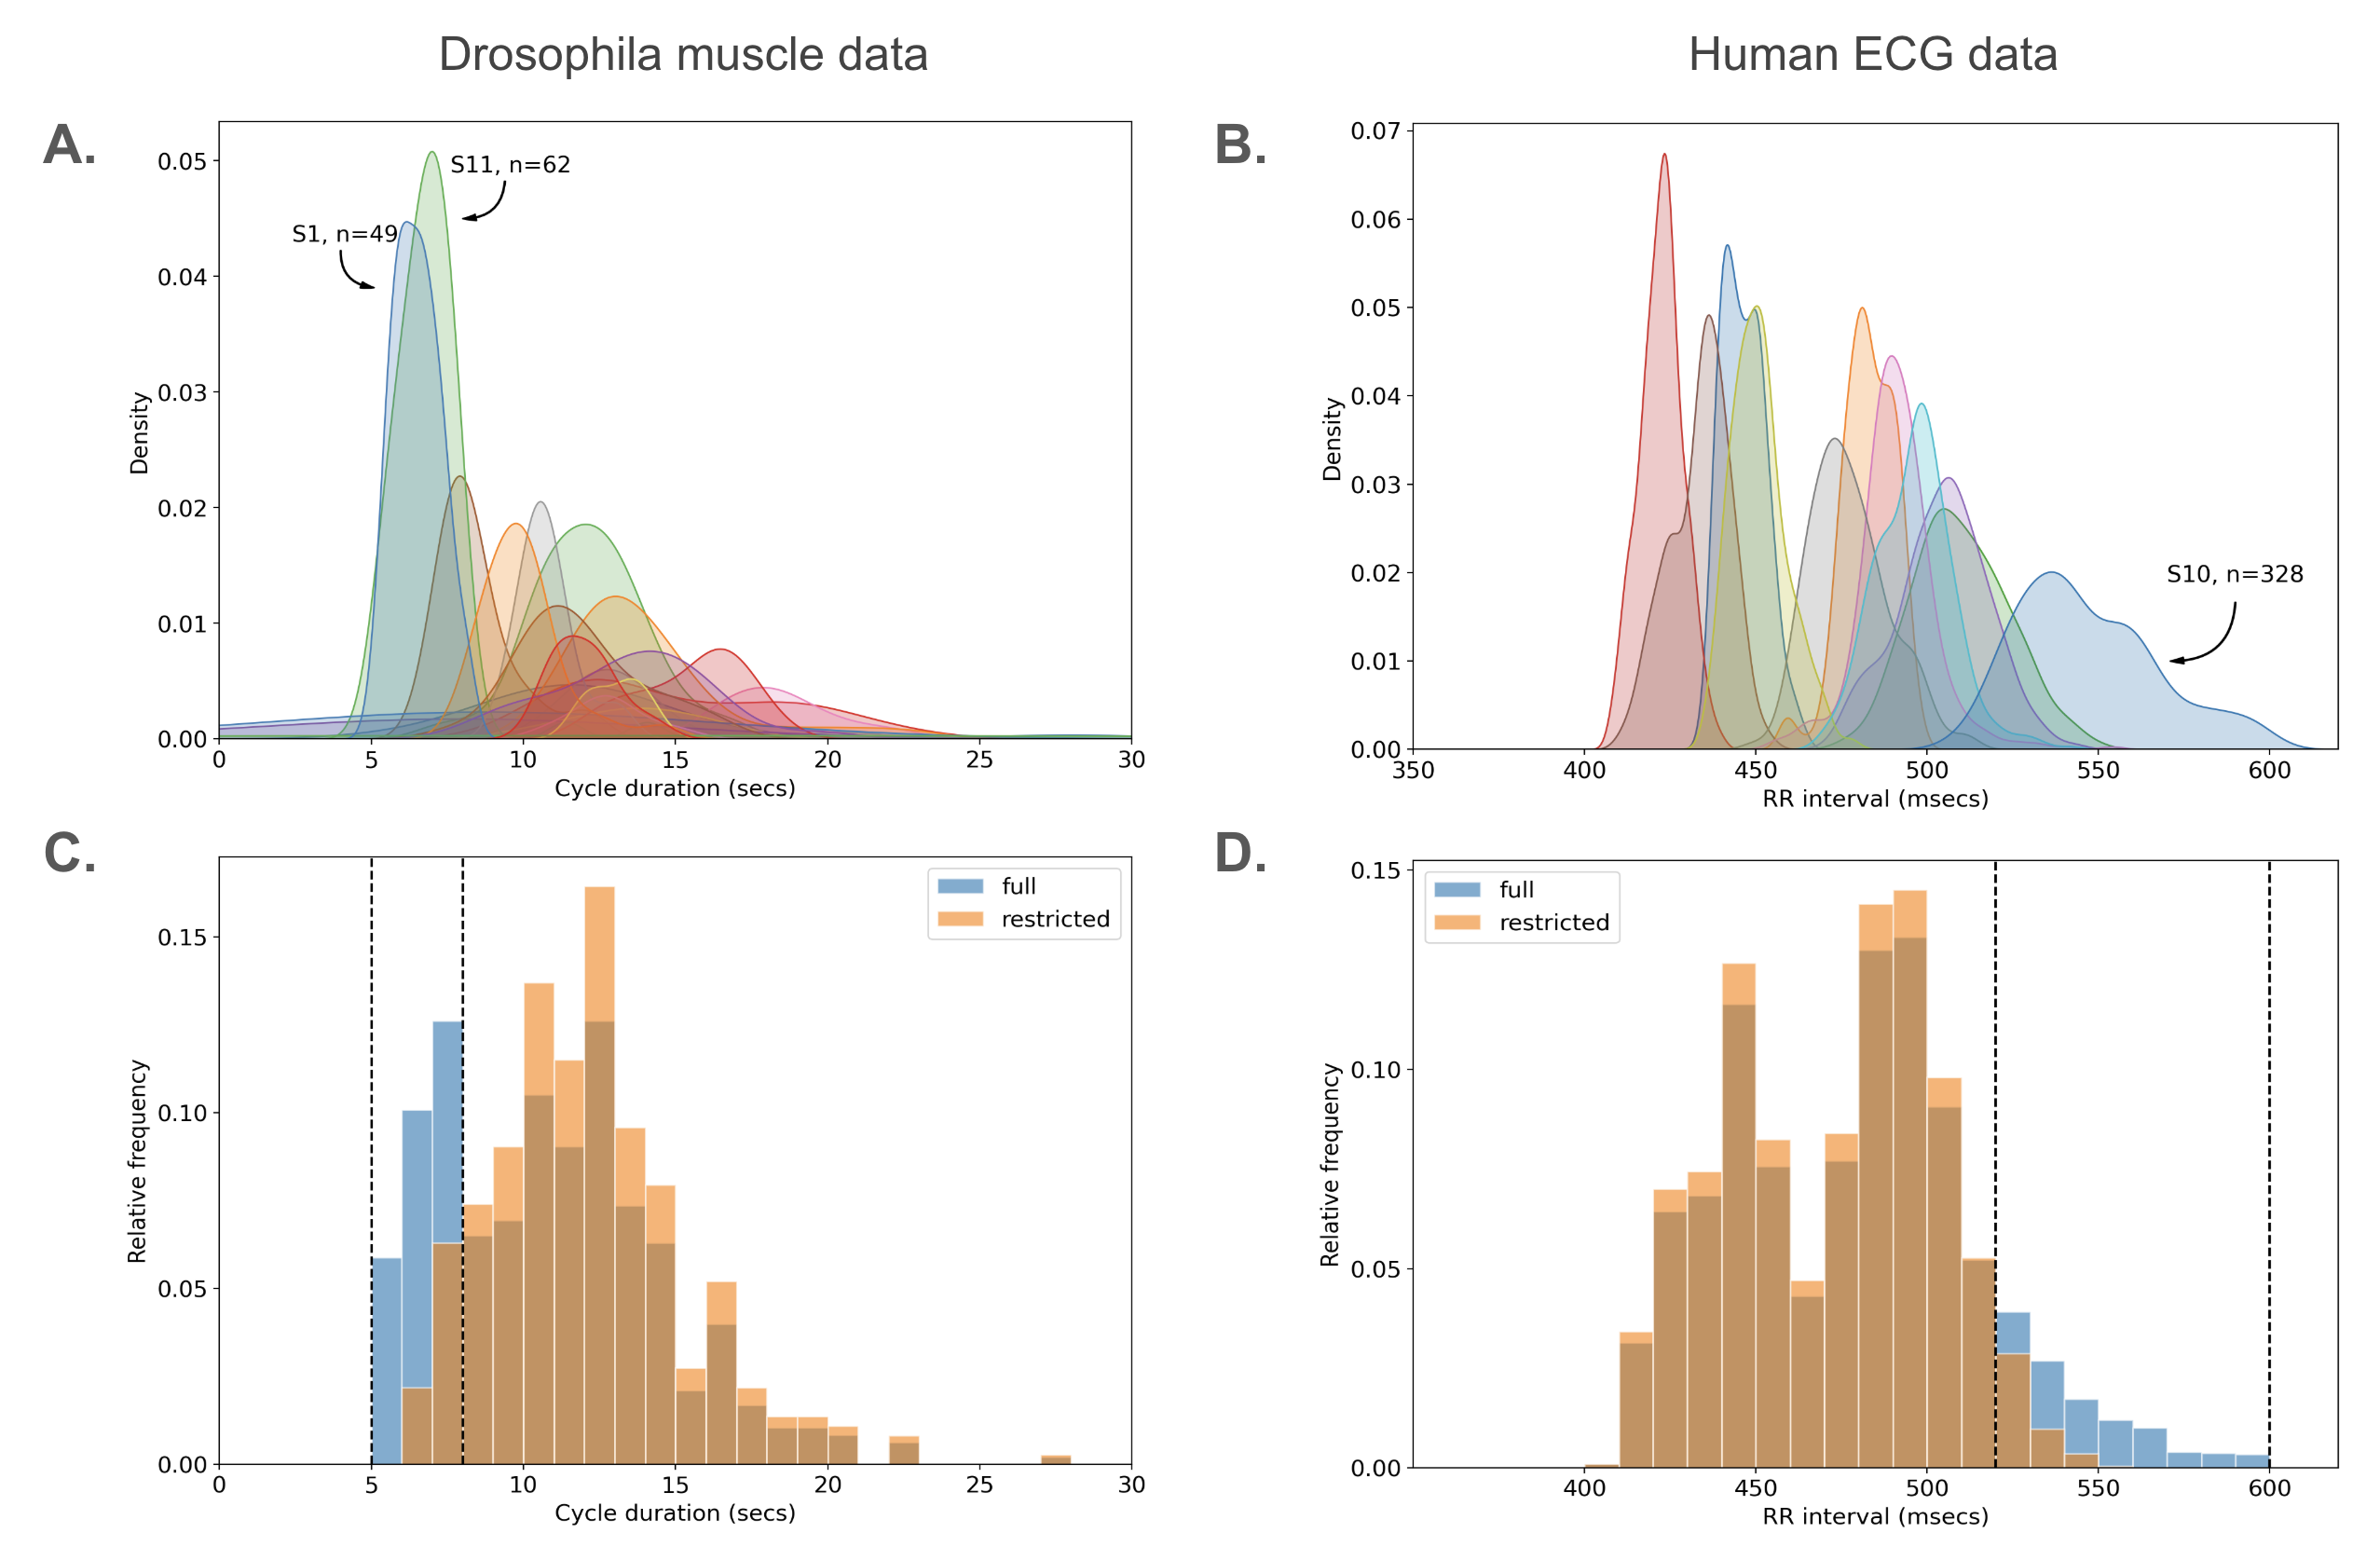 Drosophila muscle data
Human ECG data
A.
0.05
0.04
0.03
0.02
0.01
0.00
Density
S11, n=62
S1, n=49
0 5 10 15 20 25 30
Cycle duration (secs)
B.
0.07
0.06
0.05
0.04
0.03
0.02
0.01
0.00
Density
S10, n=328
350 400 450 500 550 600
RR interval (msecs)
C.
0.15
0.10
0.05
0.00
Relative frequency
full
restricted
0 5 10 15 20 25 30
Cycle duration (secs)
D.
0.15
0.10
0.05
0.00
Relative frequency
full
restricted
400 450 500 550 600
RR interval (msecs)